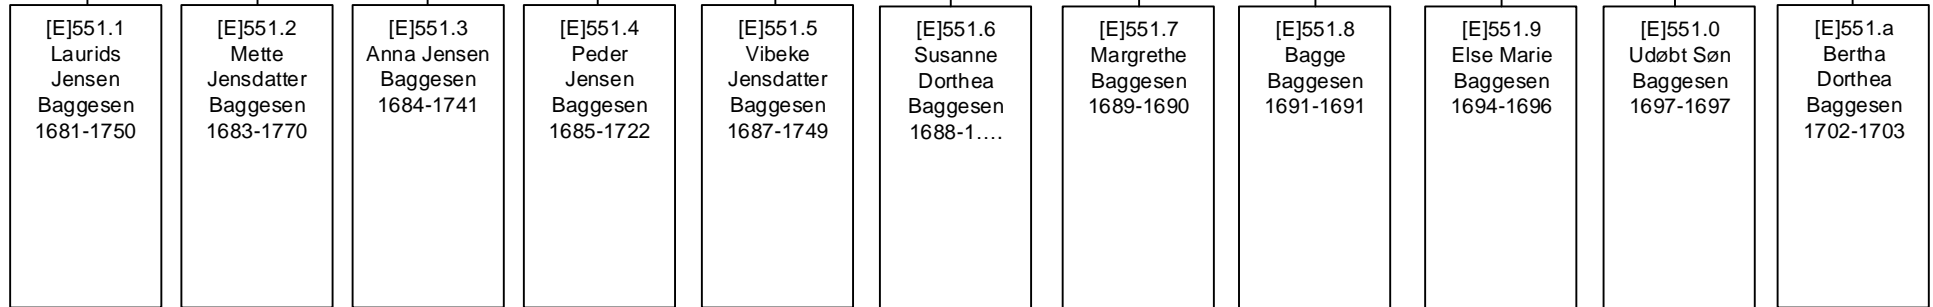 [E]551.1
Laurids
Jensen
Baggesen
1681-1750
[E]551.2
Mette
Jensdatter
Baggesen
1683-1770
[E]551.3
Anna Jensen
Baggesen
1684-1741
[E]551.4
Peder
Jensen
Baggesen
1685-1722
[E]551.5
Vibeke
Jensdatter
Baggesen
1687-1749
[E]551.6
Susanne
Dorthea
Baggesen
1688-1....
[E]551.7
Margrethe
Baggesen
1689-1690
[E]551.8
Bagge
Baggesen
1691-1691
[E]551.9
Else Marie
Baggesen
1694-1696
[E]551.0
Udøbt Søn
Baggesen
1697-1697
[E]551.a
Bertha
Dorthea
Baggesen
1702-1703